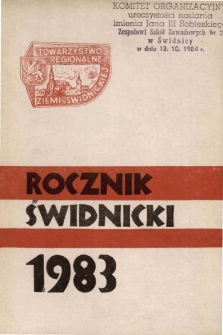 KOMITET ORGANIZACYJNY
uroczystości nadania
imienia Jana III Sobieskiego
Zespołowi Szkół Zawodowych Nr 2
w Świdnicy
w dniu 13. 10. 1984 r.
TOWARZYSTWO
REGIONALNE
ZIEMI ŚWIDNICKIEJ
ROCZNIK
ŚWIDNICKI
1983